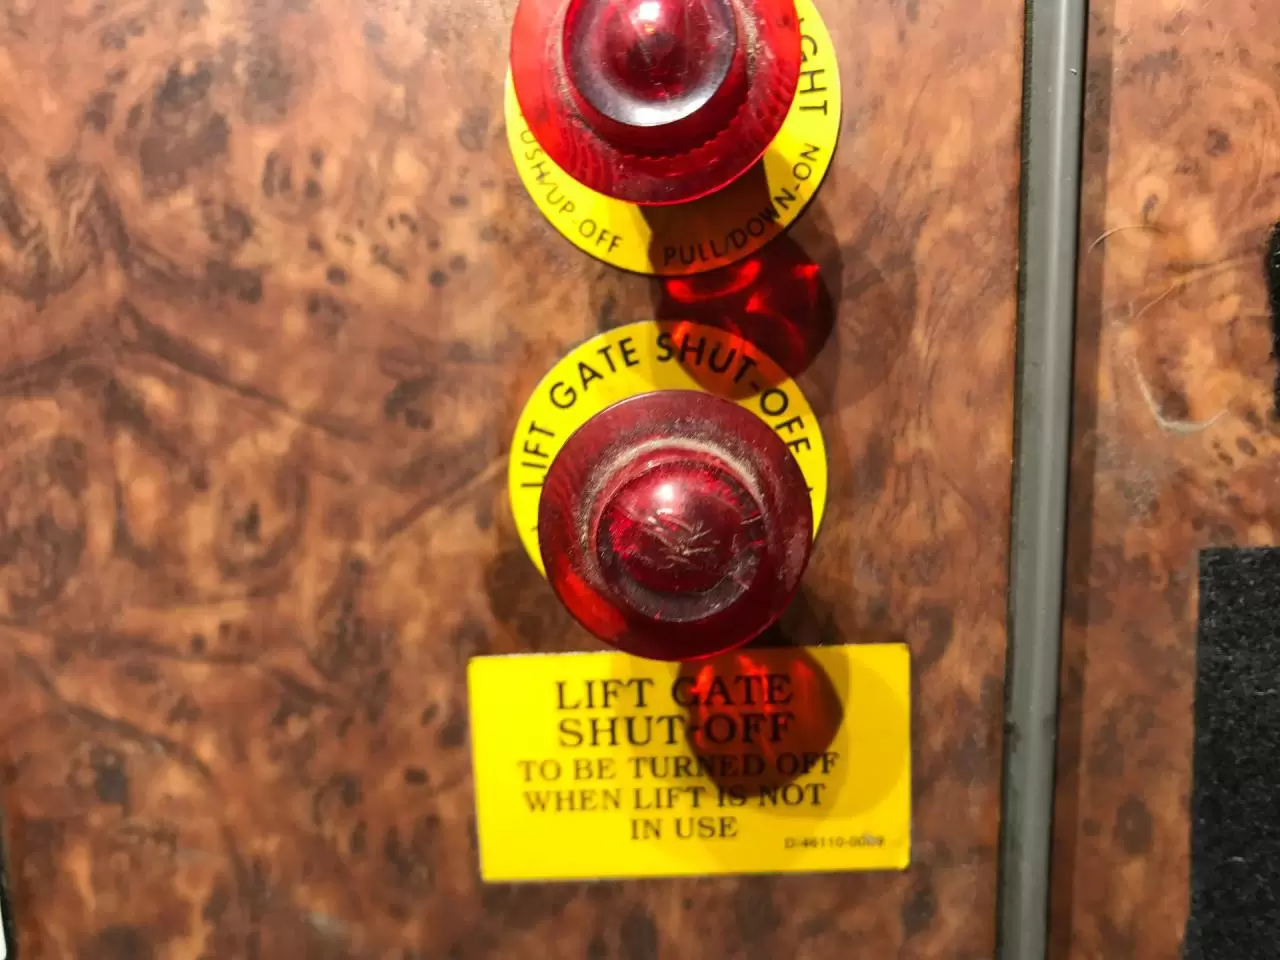 PUSH/UP-OFF PULL/DOWN-ON
LIFT GATE SHUT-OFF
LIFT GATE
SHUT-OFF
TO BE TURNED OFF
WHEN LIFT IS NOT
IN USE